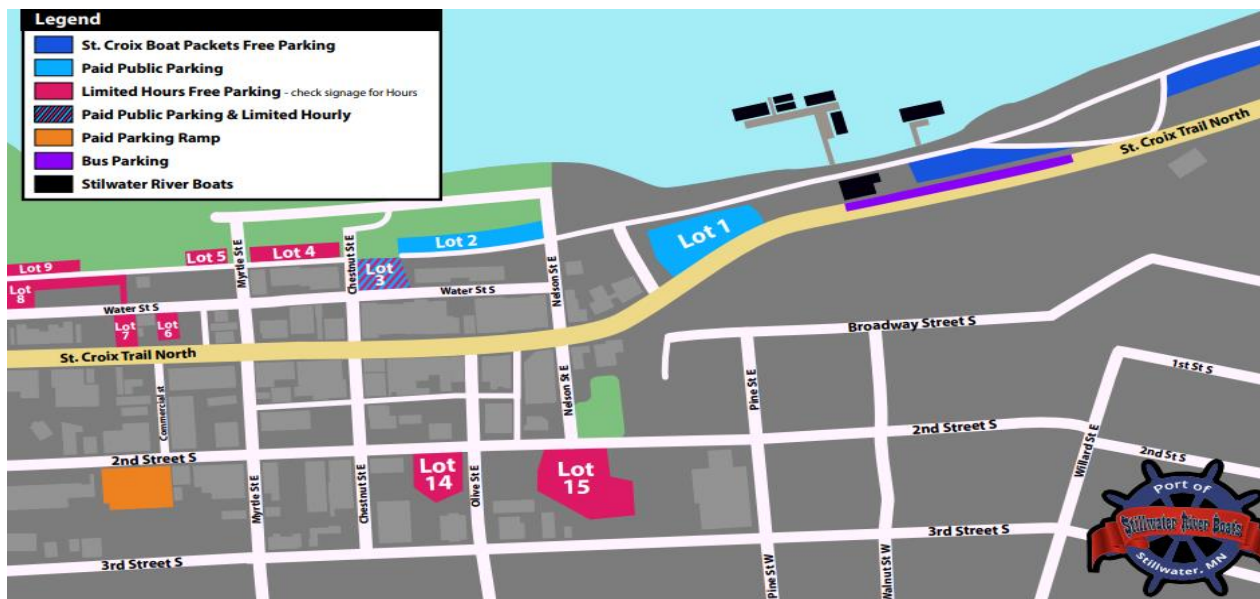 Legend
St. Croix Boat Packets Free Parking
Paid Public Parking
Limited Hours Free Parking - check signage for Hours
Paid Public Parking & Limited Hourly
Paid Parking Ramp
Bus Parking
Stilwater River Boats
St. Croix Trail North
Lot 1
Lot 2
Lot 5
Lot 4
Lot
3
Lot 9
Lot
8
Myrtle St E
Chestnut St E
Nelson St E
Water St S
Water St S
Lot
7
Lot
6
St. Croix Trail North
Broadway Street S
1st St S
Commercial st
Nelson St E
Pine St E
2nd Street S
2nd Street S
2nd St S
Willard St E
Lot
14
Lot
15
Myrtle St E
Chestnut St E
Olive St E
3rd Street S
3rd Street S
Pine St W
Walnut St W
Port of
Stillwater River Boats
Stillwater, MN